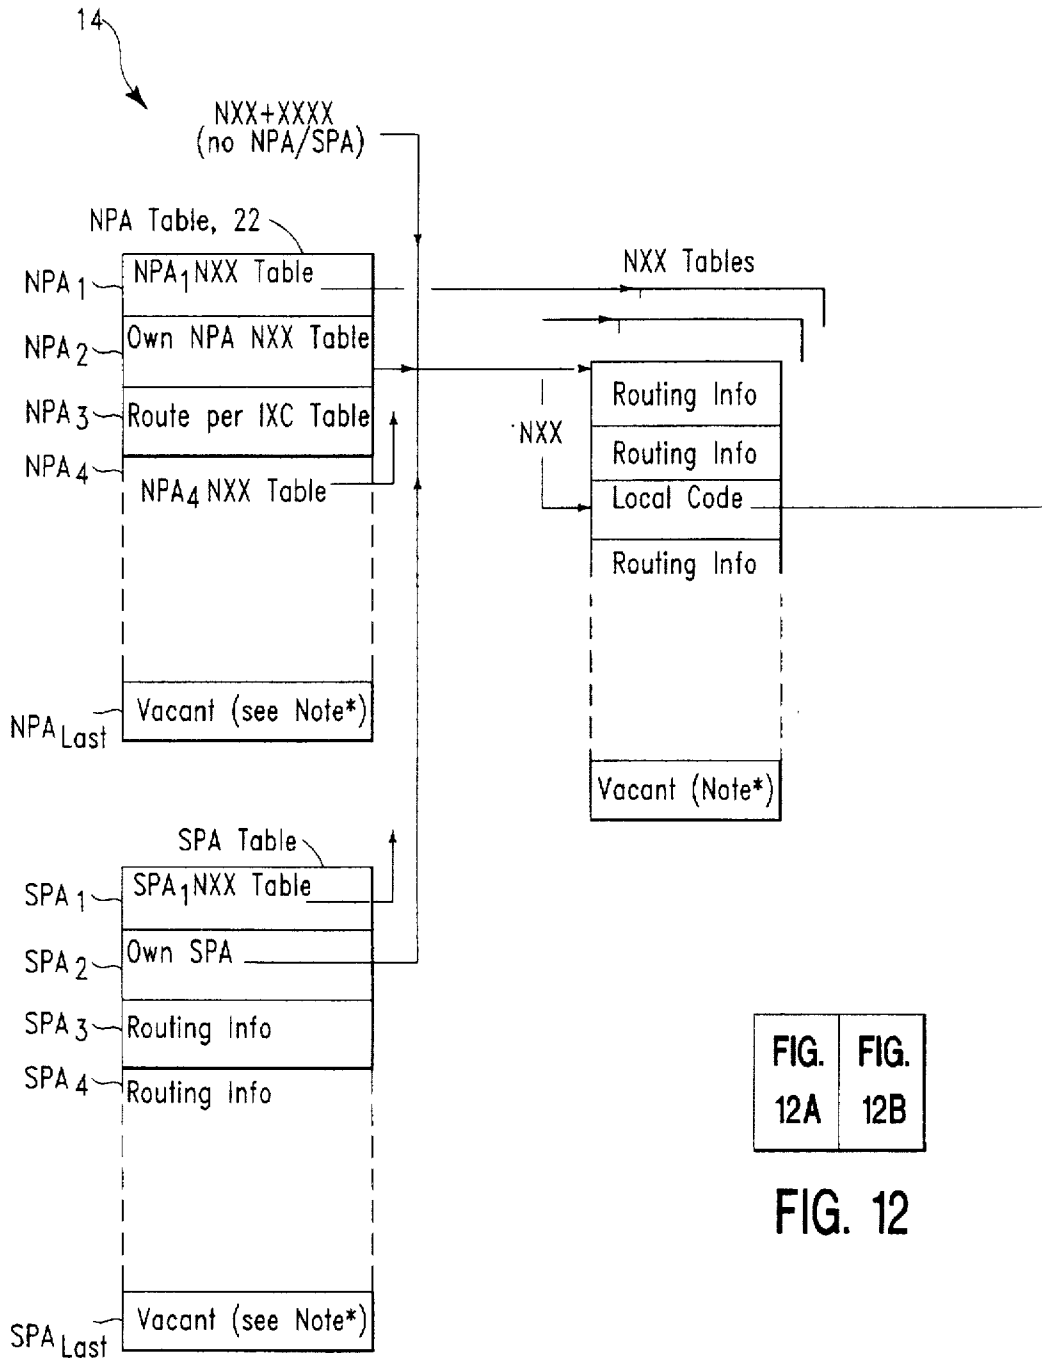 14
NXX+XXXX
(no NPA/SPA)
NPA Table, 22
NPA1 NPA1 NXX Table
NPA2 Own NPA NXX Table
NPA3 Route per IXC Table
NPA4 NPA4 NXX Table
NPALast Vacant (see Note*)
NXX Tables
NXX
Routing Info
Routing Info
Local Code
Routing Info
Vacant (Note*)
SPA Table
SPA1 SPA1 NXX Table
SPA2 Own SPA
SPA3 Routing Info
SPA4 Routing Info
SPALast Vacant (see Note*)
FIG. 12A
FIG. 12B
FIG. 12